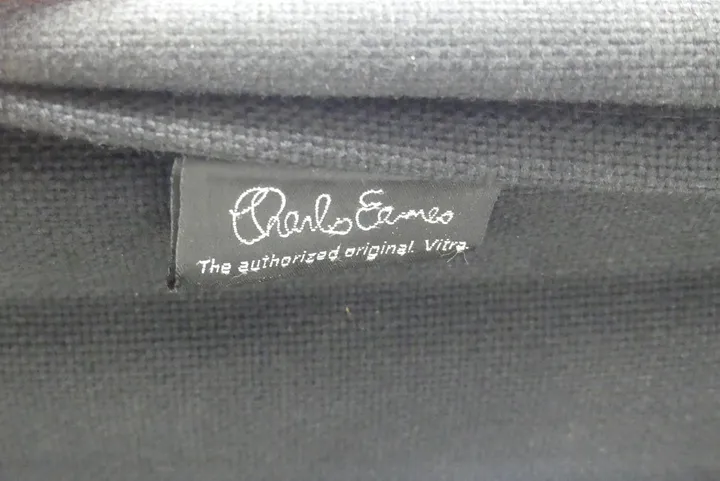 Charles Eames
The authorized original. Vitra.